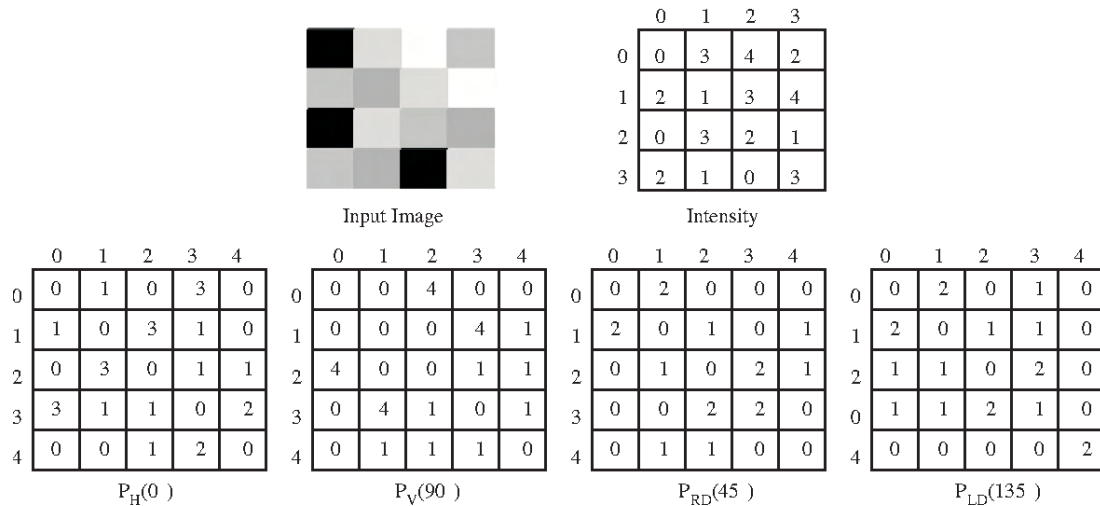 0 1 2 3
0 0 3 4 2
1 2 1 3 4
2 0 3 2 1
3 2 1 0 3
Input Image
Intensity
0 1 2 3 4
0 0 1 0 3 0
1 1 0 3 1 0
2 0 3 0 1 1
3 3 1 1 0 2
4 0 0 1 2 0
P_H(0 )
0 1 2 3 4
0 0 0 4 0 0
1 0 0 0 4 1
2 4 0 0 1 1
3 0 4 1 0 1
4 0 1 1 1 0
P_V(90 )
0 1 2 3 4
0 0 2 0 0 0
1 2 0 1 0 1
2 0 1 0 2 1
3 0 0 2 2 0
4 0 1 1 0 0
P_RD(45 )
0 1 2 3 4
0 0 2 0 1 0
1 2 0 1 1 0
2 1 1 0 2 0
0 1 1 2 1 0
4 0 0 0 0 2
P_LD(135 )